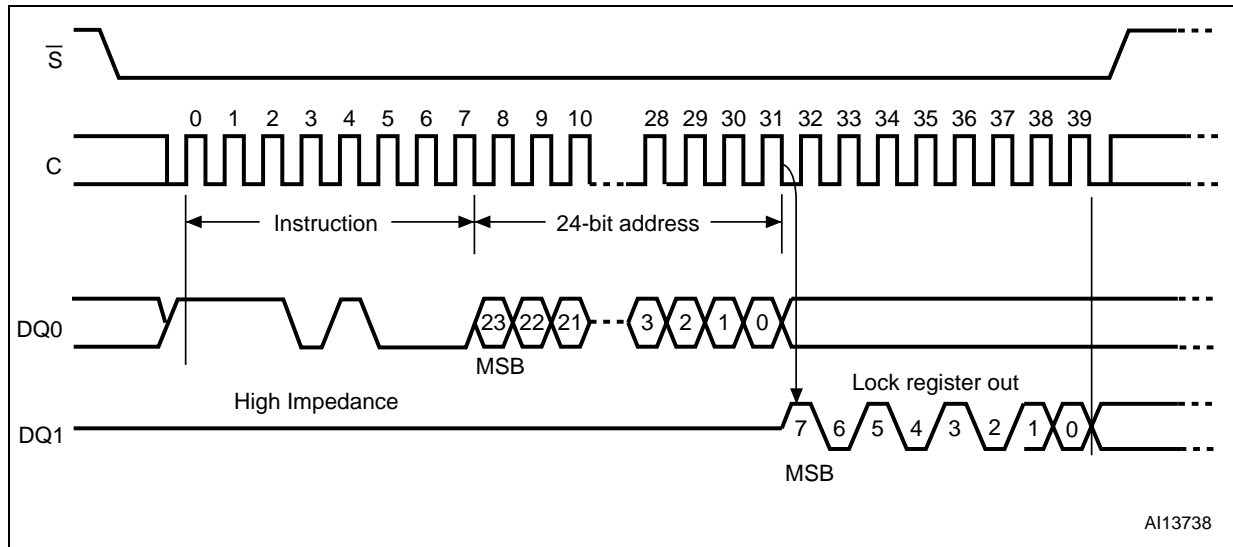 S̅
0 1 2 3 4 5 6 7 8 9 10 28 29 30 31 32 33 34 35 36 37 38 39
C
Instruction 24-bit address
DQ0
23 22 21 3 2 1 0
MSB
Lock register out
High Impedance
DQ1
7 6 5 4 3 2 1 0
MSB
AI13738